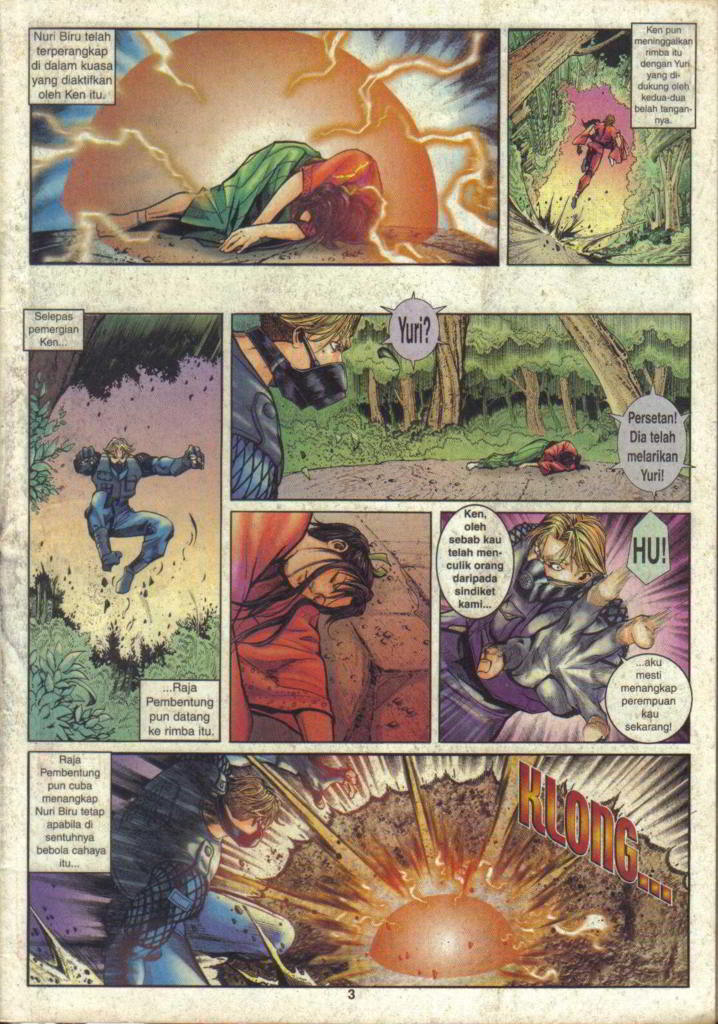 Nuri Biru telah
terperangkap
di dalam kuasa
yang diaktifkan
oleh Ken itu.
Ken pun
meninggalkan
rimba itu
dengan Yuri
yang di-
dukung oleh
kedua-dua
belah tangan-
nya.
Selepas
pemergian
Ken...
...Raja
Pembentung
pun datang
ke rimba itu.
Yuri?
Persetan!
Dia telah
melarikan
Yuri!
Ken,
oleh
sebab kau
telah men-
culik orang
daripada
sindiket
kami...
HU!
...aku
mesti
menangkap
perempuan
kau
sekarang!
Raja
Pembentung
pun cuba
menangkap
Nuri Biru tetap
apabila di
sentuhnya
bebola cahaya
itu...
KLONG...
3